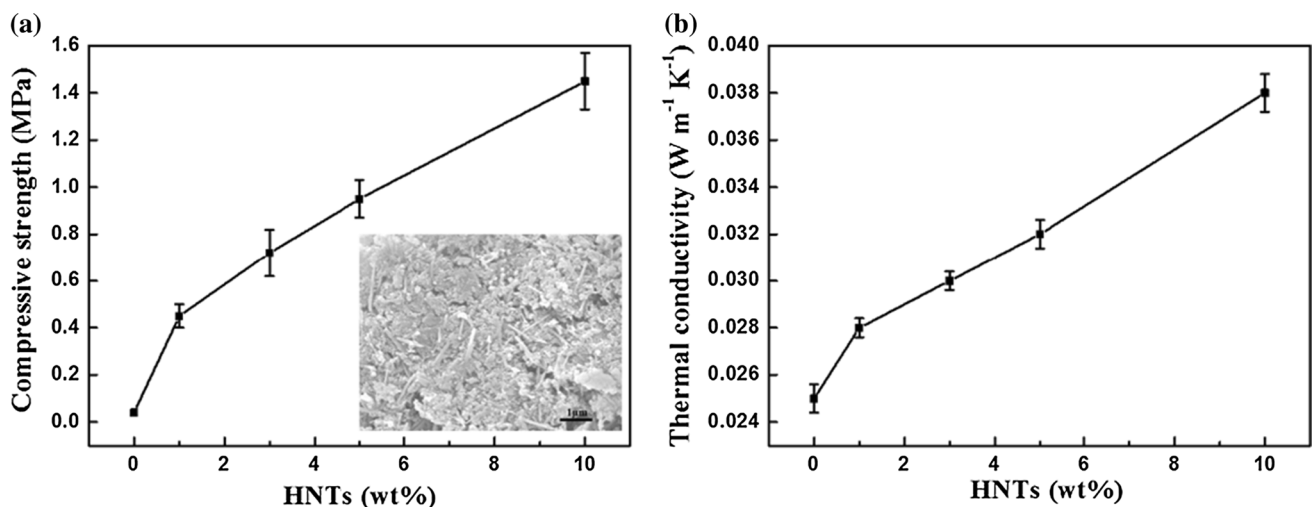 (a)
1.6
1.4
1.2
1.0
0.8
0.6
0.4
0.2
0.0
Compressive strength (MPa)
1μm
0 2 4 6 8 10
HNTs (wt%)
(b)
0.040
0.038
0.036
0.034
0.032
0.030
0.028
0.026
0.024
Thermal conductivity (W m⁻¹ K⁻¹)
0 2 4 6 8 10
HNTs (wt%)